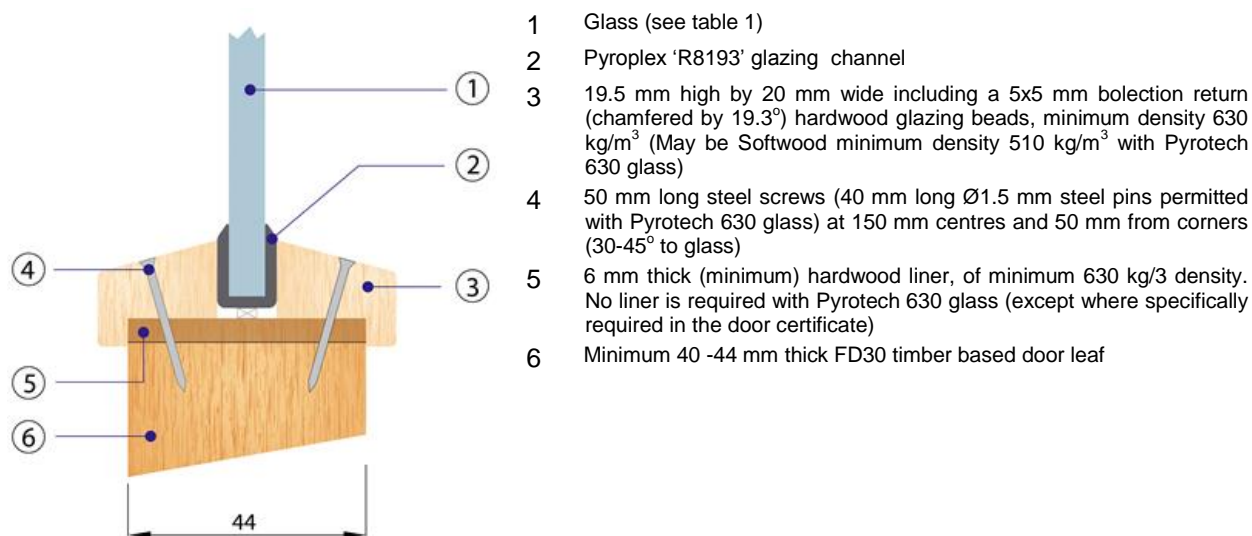 1 Glass (see table 1)
2 Pyroplex ‘R8193’ glazing channel
3 19.5 mm high by 20 mm wide including a 5x5 mm bolection return
(chamfered by 19.3°) hardwood glazing beads, minimum density 630
kg/m³ (May be Softwood minimum density 510 kg/m³ with Pyrotech
630 glass)
4 50 mm long steel screws (40 mm long Ø1.5 mm steel pins permitted
with Pyrotech 630 glass) at 150 mm centres and 50 mm from corners
(30-45° to glass)
5 6 mm thick (minimum) hardwood liner, of minimum 630 kg/3 density.
No liner is required with Pyrotech 630 glass (except where specifically
required in the door certificate)
6 Minimum 40 -44 mm thick FD30 timber based door leaf
1
2
4
3
5
6
44